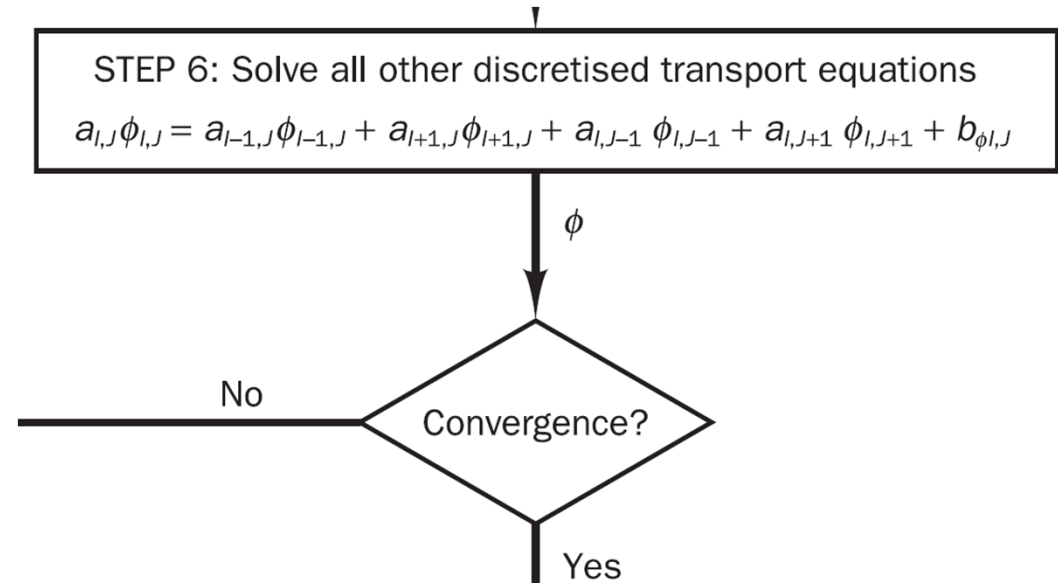 STEP 6: Solve all other discretised transport equations
a_{I,J}ϕ_{I,J} = a_{I–1,J}ϕ_{I–1,J} + a_{I+1,J}ϕ_{I+1,J} + a_{I,J–1} ϕ_{I,J–1} + a_{I,J+1} ϕ_{I,J+1} + b_{ϕI,J}
ϕ
No
Convergence?
Yes